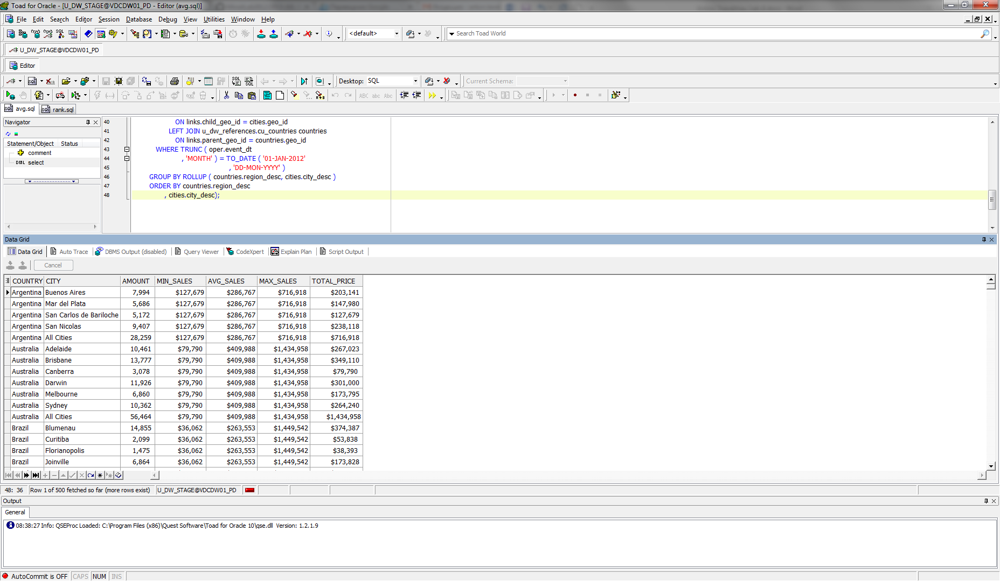 Toad for Oracle - [U_DW_STAGE@VDCDW01_PD - Editor (avg.sql)]
File Edit Search Editor Session Database Debug View Utilities Window Help
<default> Search Toad World
U_DW_STAGE@VDCDW01_PD
Editor
Desktop: SQL Current Schema:
avg.sql rank.sql
Navigator
Statement/Object Status
comment
DML select
40 ON links.child_geo_id = cities.geo_id
41 LEFT JOIN u_dw_references.cu_countries countries
42 ON links.parent_geo_id = countries.geo_id
43 WHERE TRUNC ( oper.event_dt
44 , 'MONTH' ) = TO_DATE ( '01-JAN-2012'
45 , 'DD-MON-YYYY' )
46 GROUP BY ROLLUP ( countries.region_desc, cities.city_desc )
47 ORDER BY countries.region_desc
48 , cities.city_desc);
Data Grid
Data Grid Auto Trace DBMS Output (disabled) Query Viewer CodeXpert Explain Plan Script Output
Cancel
COUNTRY CITY AMOUNT MIN_SALES AVG_SALES MAX_SALES TOTAL_PRICE
Argentina Buenos Aires 7,994 $127,679 $286,767 $716,918 $203,141
Argentina Mar del Plata 5,686 $127,679 $286,767 $716,918 $147,980
Argentina San Carlos de Bariloche 5,172 $127,679 $286,767 $716,918 $127,679
Argentina San Nicolas 9,407 $127,679 $286,767 $716,918 $238,118
Argentina All Cities 28,259 $127,679 $286,767 $716,918 $716,918
Australia Adelaide 10,461 $79,790 $409,988 $1,434,958 $267,023
Australia Brisbane 13,777 $79,790 $409,988 $1,434,958 $349,110
Australia Canberra 3,078 $79,790 $409,988 $1,434,958 $79,790
Australia Darwin 11,926 $79,790 $409,988 $1,434,958 $301,000
Australia Melbourne 6,860 $79,790 $409,988 $1,434,958 $173,795
Australia Sydney 10,362 $79,790 $409,988 $1,434,958 $264,240
Australia All Cities 56,464 $79,790 $409,988 $1,434,958 $1,434,958
Brazil Blumenau 14,855 $36,062 $263,553 $1,449,542 $374,387
Brazil Curitiba 2,099 $36,062 $263,553 $1,449,542 $53,838
Brazil Florianopolis 1,475 $36,062 $263,553 $1,449,542 $38,393
Brazil Joinville 6,864 $36,062 $263,553 $1,449,542 $173,828
48: 36 Row 1 of 500 fetched so far (more rows exist) U_DW_STAGE@VDCDW01_PD
Output
General
08:38:27 Info: QSEProc Loaded: C:\Program Files (x86)\Quest Software\Toad for Oracle 10\qse.dll Version: 1.2.1.9
AutoCommit is OFF CAPS NUM INS